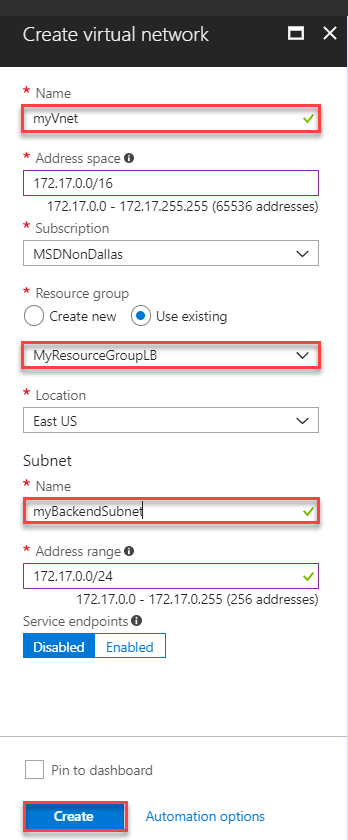 Create virtual network
* Name
myVnet
* Address space
172.17.0.0/16
172.17.0.0 - 172.17.255.255 (65536 addresses)
* Subscription
MSDNonDallas
* Resource group
Create new Use existing
MyResourceGroupLB
* Location
East US
Subnet
* Name
myBackendSubnet
* Address range
172.17.0.0/24
172.17.0.0 - 172.17.0.255 (256 addresses)
Service endpoints
Disabled Enabled
Pin to dashboard
Create Automation options